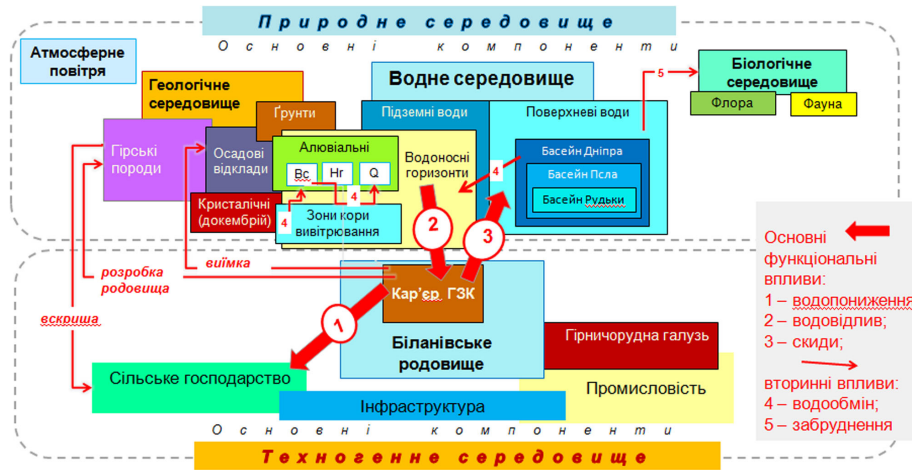 Природне середовище
Основні компоненти
Атмосферне
повітря
Геологічне
середовище
Водне середовище
Біологічне
середовище
Флора
Фауна
5
Ґрунти
Підземні води
Поверхневі води
Гірські
породи
Осадові
відклади
Алювіальні
Bc
Hr
Q
Водоносні
горизонти
4
Басейн Дніпра
Басейн Псла
Басейн Рудьки
Кристалічні
(докембрій)
4
4
Зони кори
вивітрювання
2
3
Основні
функціональні
впливи:
1 – водопониження
2 – водовідлив;
3 – скиди;
вторинні впливи:
4 – водообмін;
5 – забруднення
виїмка
розробка
родовища
вскриша
Кар’єр ГЗК
1
Біланівське
родовище
Гірничорудна галузь
Сільське господарство
Промисловість
Інфраструктура
Основні компоненти
Техногенне середовище